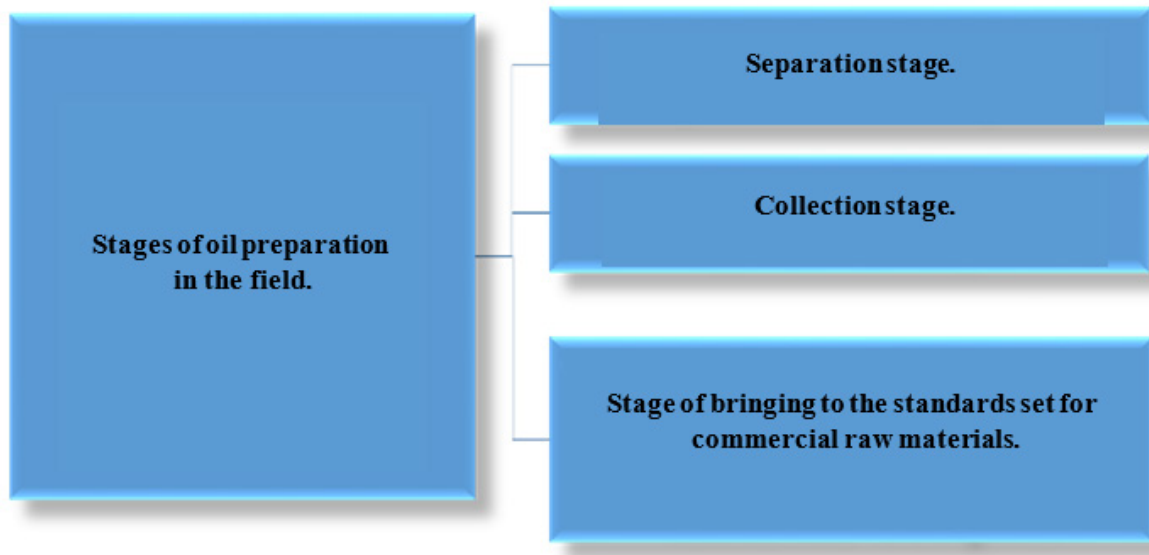 Stages of oil preparation
in the field.
Separation stage.
Collection stage.
Stage of bringing to the standards set for
commercial raw materials.